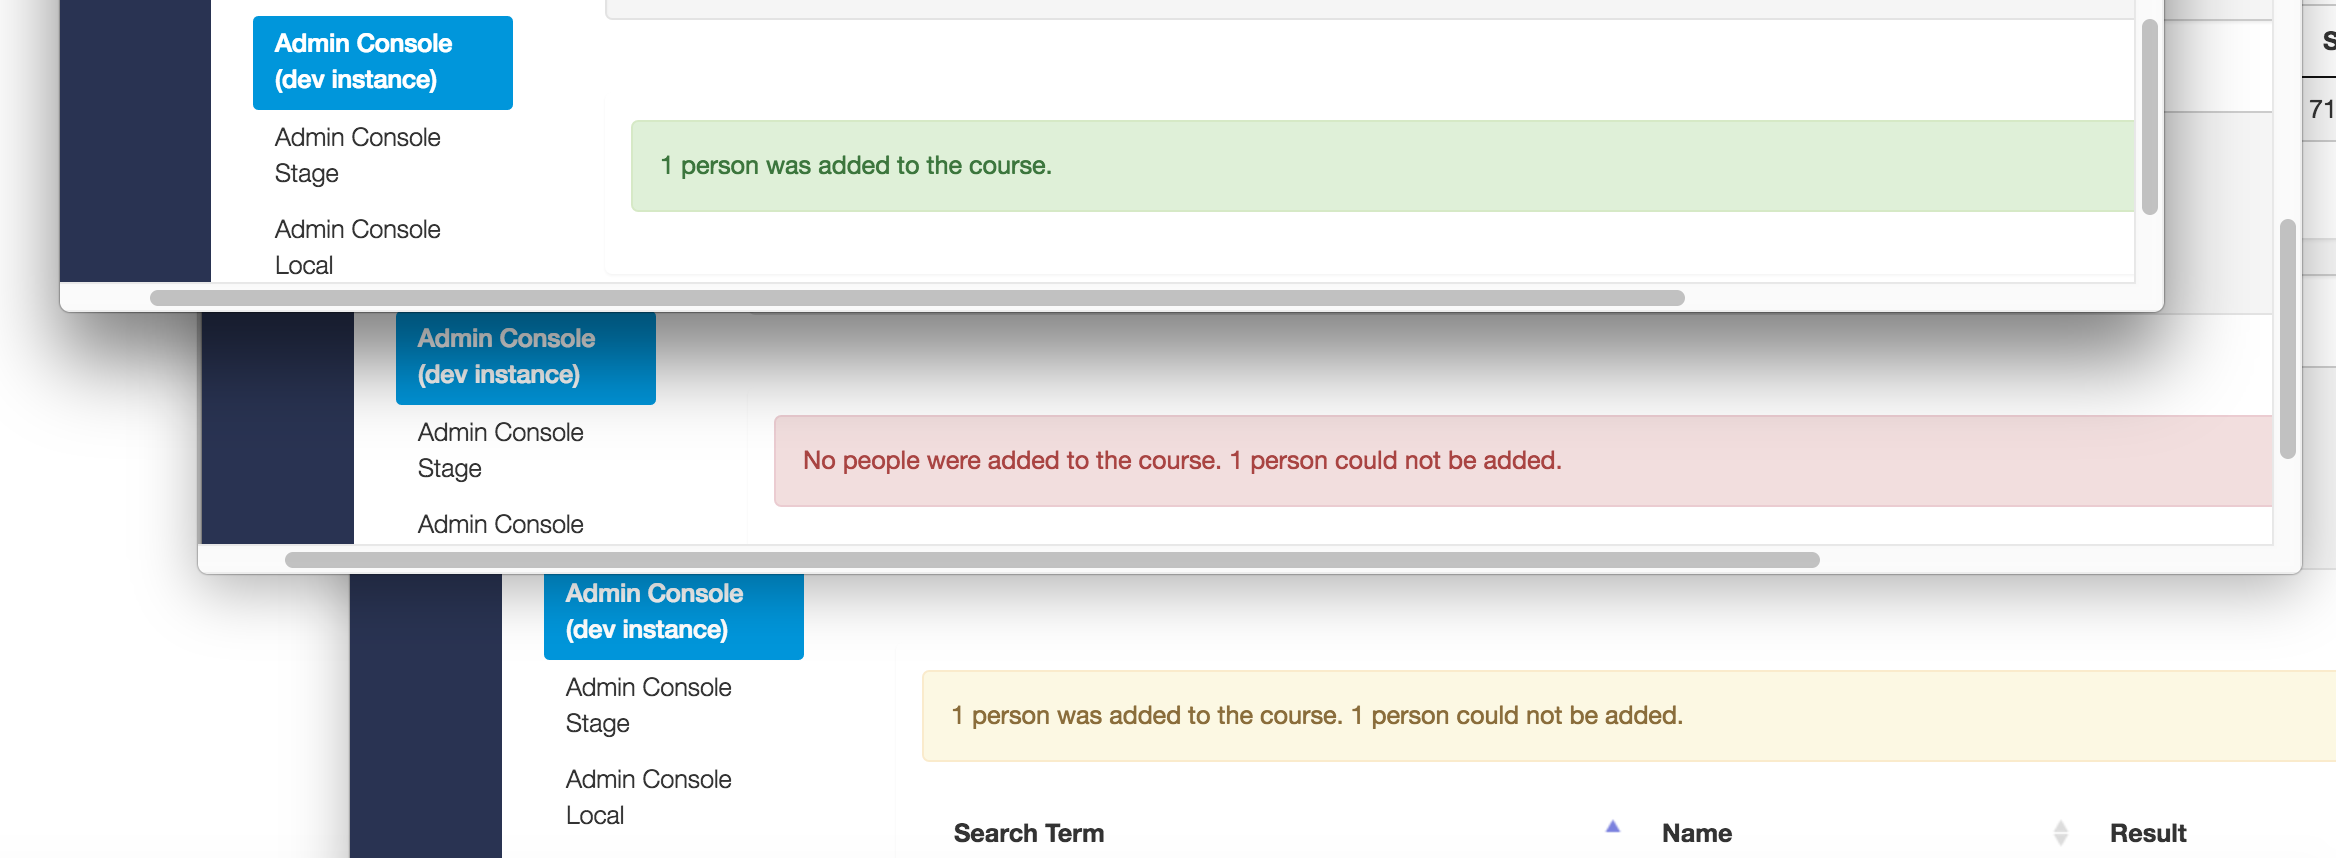 Admin Console
(dev instance)
Admin Console
Stage
Admin Console
Local
1 person was added to the course.
S
71
Admin Console
(dev instance)
Admin Console
Stage
Admin Console
No people were added to the course. 1 person could not be added.
Admin Console
(dev instance)
Admin Console
Stage
Admin Console
Local
1 person was added to the course. 1 person could not be added.
Search Term Name Result